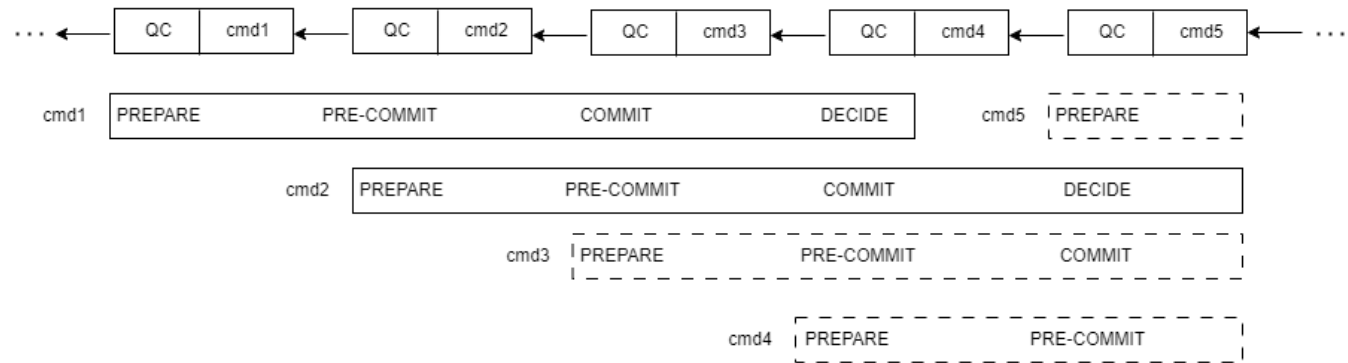 ... QC cmd1 QC cmd2 QC cmd3 QC cmd4 QC cmd5 ...
cmd1 PREPARE PRE-COMMIT COMMIT DECIDE cmd5 PREPARE
cmd2 PREPARE PRE-COMMIT COMMIT DECIDE
cmd3 PREPARE PRE-COMMIT COMMIT
cmd4 PREPARE PRE-COMMIT